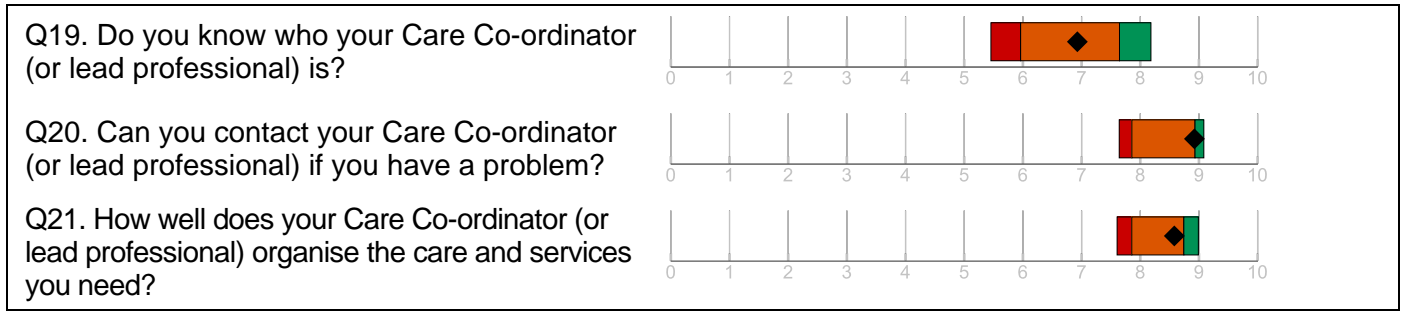 Q19. Do you know who your Care Co-ordinator
(or lead professional) is?
0 1 2 3 4 5 6 7 8 9 10
Q20. Can you contact your Care Co-ordinator
(or lead professional) if you have a problem?
0 1 2 3 4 5 6 7 8 9 10
Q21. How well does your Care Co-ordinator (or
lead professional) organise the care and services
you need?
0 1 2 3 4 5 6 7 8 9 10